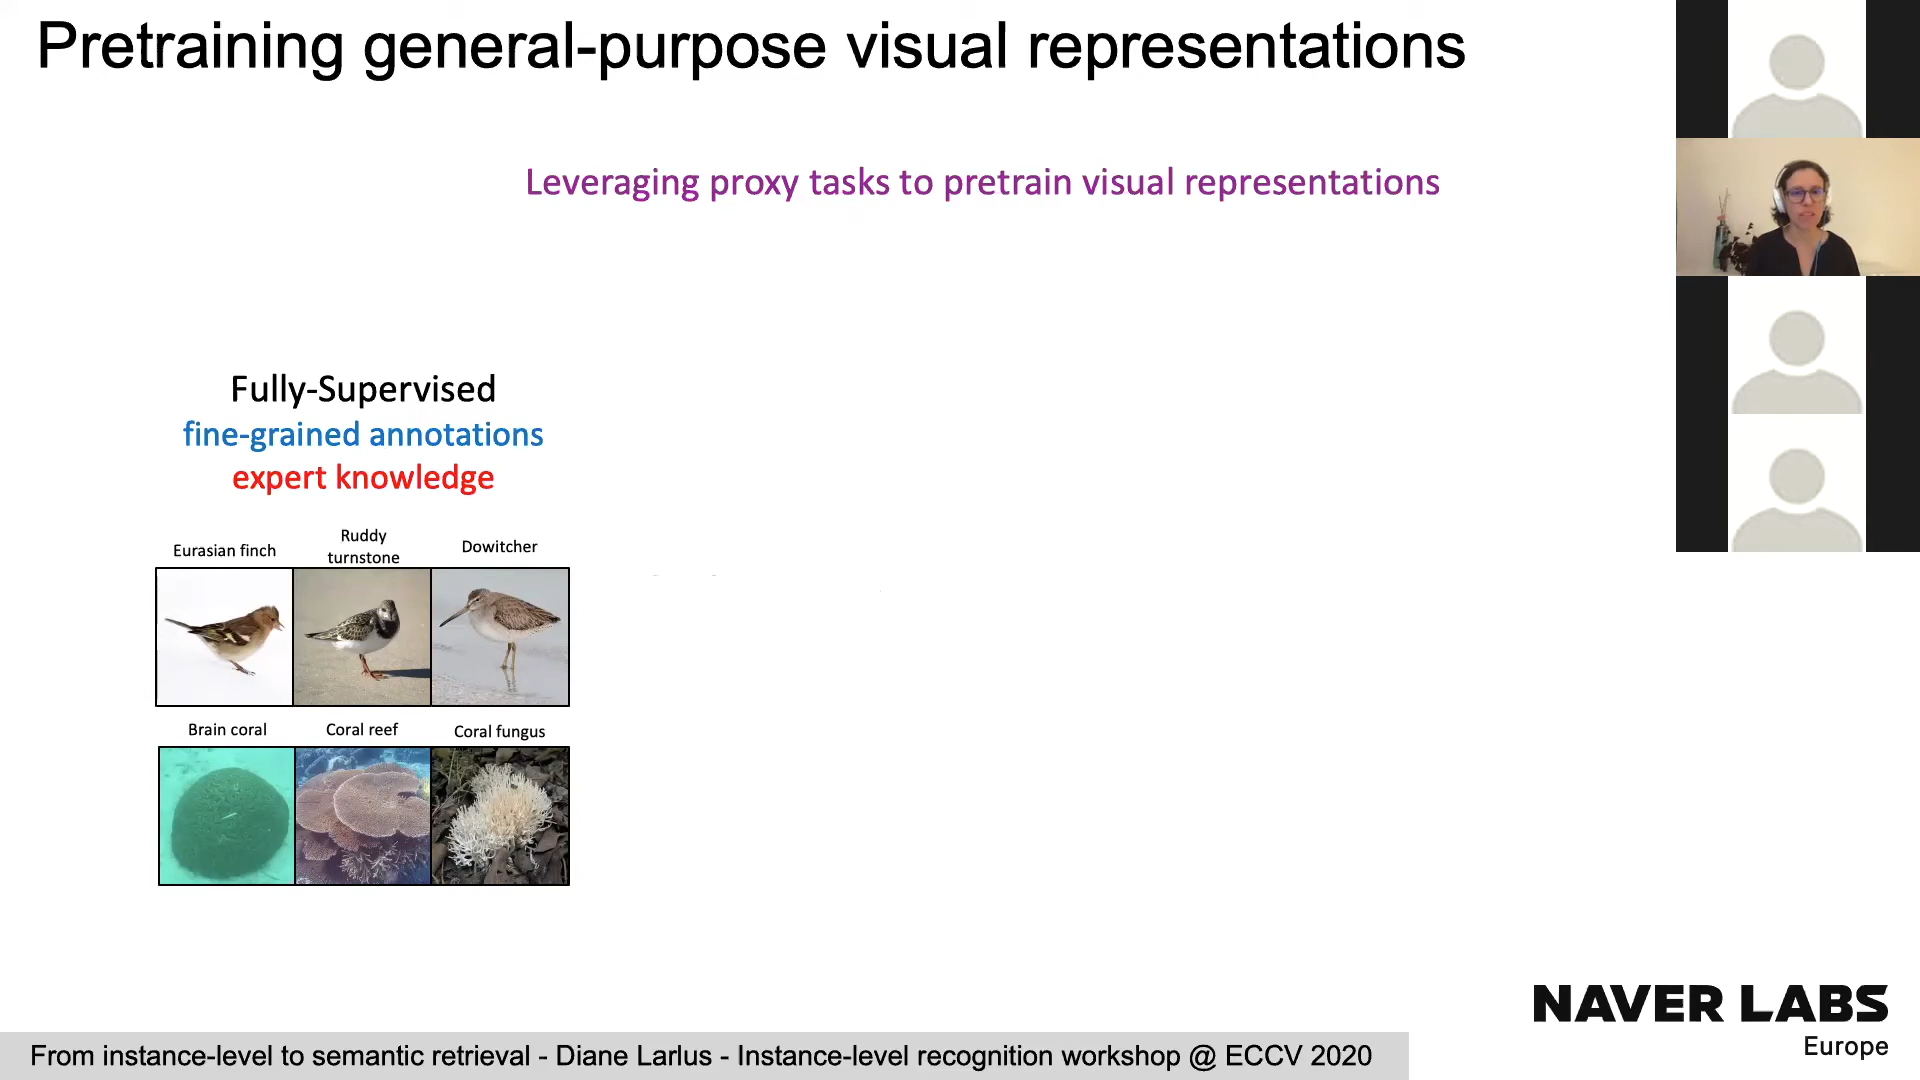 Pretraining general-purpose visual representations
Leveraging proxy tasks to pretrain visual representations
Fully-Supervised
fine-grained annotations
expert knowledge
Eurasian finch
Ruddy
turnstone
Dowitcher
Brain coral
Coral reef
Coral fungus
NAVER LABS
Europe
From instance-level to semantic retrieval - Diane Larlus - Instance-level recognition workshop @ ECCV 2020